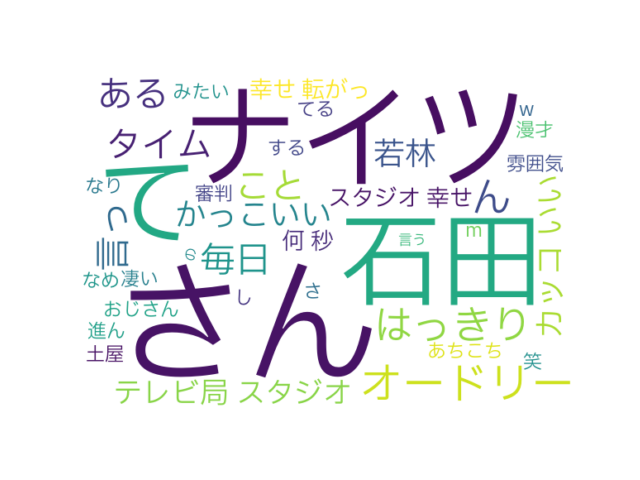 ある
みたい
幸せ 転がっ
ナイツ
てる
w
漫才
タイム
する
若林
雰囲気
て
なり
審判
こと
スタジオ 幸せ
ん
石田
カッコいい
っ
かっこいい
言
毎日
何 秒
m
言う
の
なめ
凄い
さん
し
さ
おじさん
はっきり
進ん
土屋
あちこち
笑
テレビ局 スタジオ
オードリー